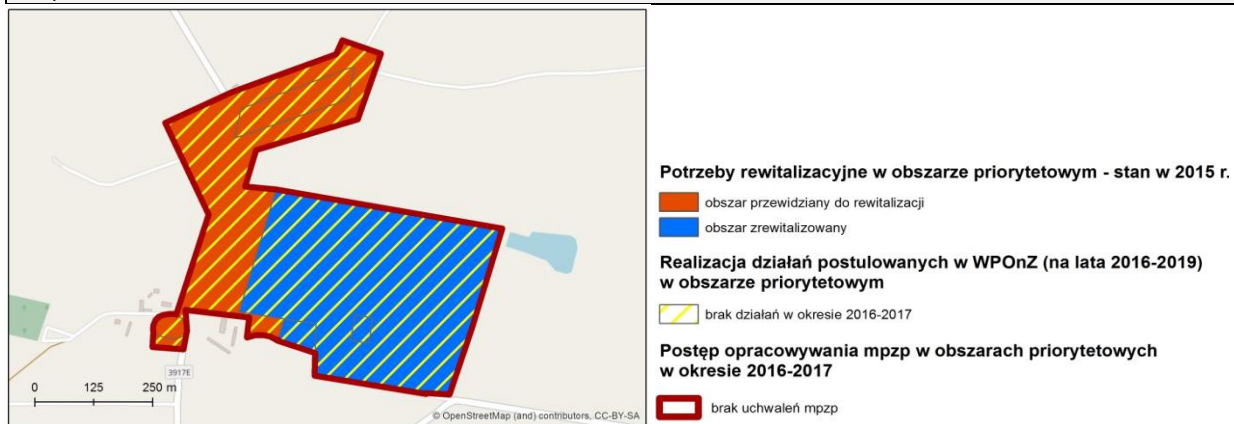 3917E
0 125 250 m
© OpenStreetMap (and) contributors, CC-BY-SA
Potrzeby rewitalizacyjne w obszarze priorytetowym - stan w 2015 r.
obszar przewidziany do rewitalizacji
obszar zrewitalizowany
Realizacja działań postulowanych w WPOnZ (na lata 2016-2019)
w obszarze priorytetowym
brak działań w okresie 2016-2017
Postęp opracowywania mpzp w obszarach priorytetowych
w okresie 2016-2017
brak uchwaleń mpzp